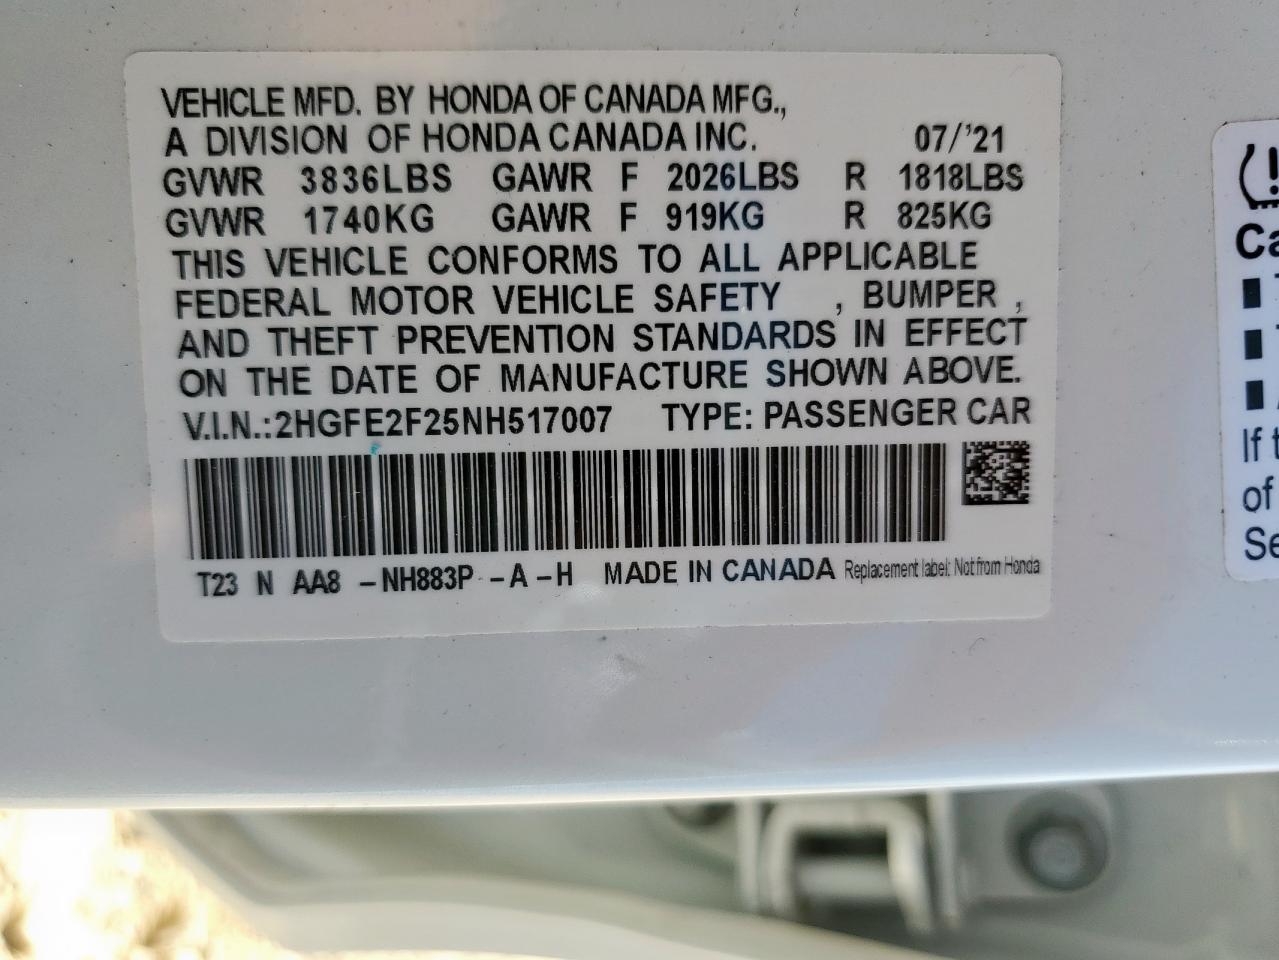 VEHICLE MFD. BY HONDA OF CANADA MFG.,
A DIVISION OF HONDA CANADA INC. 07/'21
GVWR 3836LBS GAWR F 2026LBS R 1818LBS
GVWR 1740KG GAWR F 919KG R 825KG
THIS VEHICLE CONFORMS TO ALL APPLICABLE
FEDERAL MOTOR VEHICLE SAFETY , BUMPER ,
AND THEFT PREVENTION STANDARDS IN EFFECT
ON THE DATE OF MANUFACTURE SHOWN ABOVE.
V.I.N.:2HGFE2F25NH517007 TYPE: PASSENGER CAR
T23 N AA8 -NH883P -A -H MADE IN CANADA Replacement label: Not from Honda
Ca
If t
of
Se